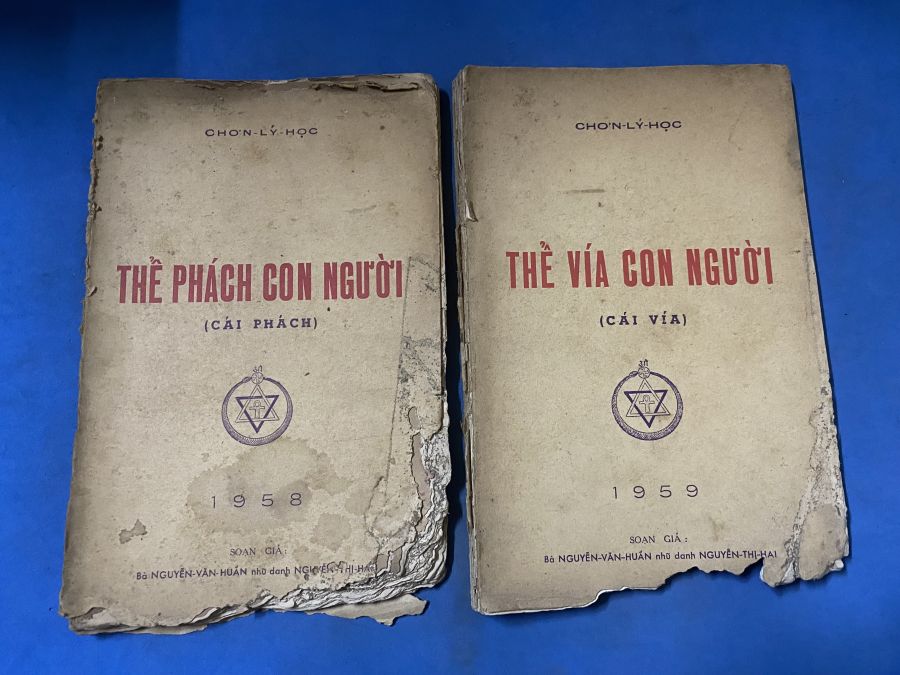 CHƠN-LÝ-HỌC
THỂ PHÁCH CON NGƯỜI
(CÁI PHÁCH)
1958
SOẠN GIẢ:
Bà NGUYỄN-VĂN-HUẤN nhũ danh NGUYỄN-THỊ-HAI
CHƠN-LÝ-HỌC
THỂ VÍA CON NGƯỜI
(CÁI VÍA)
1959
SOẠN GIẢ:
Bà NGUYỄN-VĂN-HUẤN nhũ danh NGUYỄN-THỊ-HAI